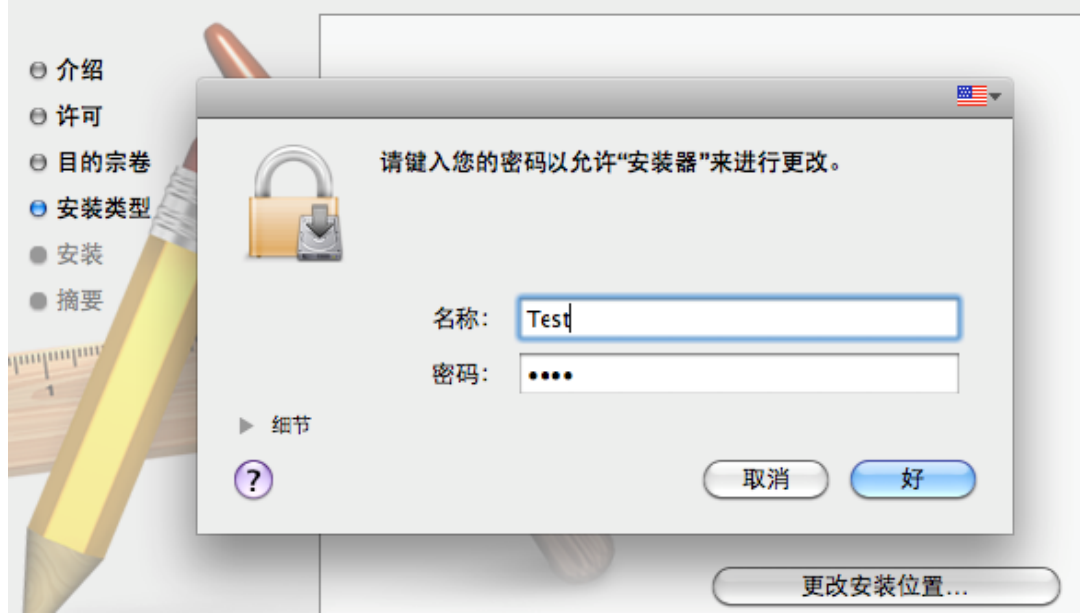 介绍
许可
目的宗卷
安装类型
安装
摘要
请键入您的密码以允许“安装器”来进行更改。
名称：
Test
密码：
••••
细节
?
取消
好
更改安装位置...
1